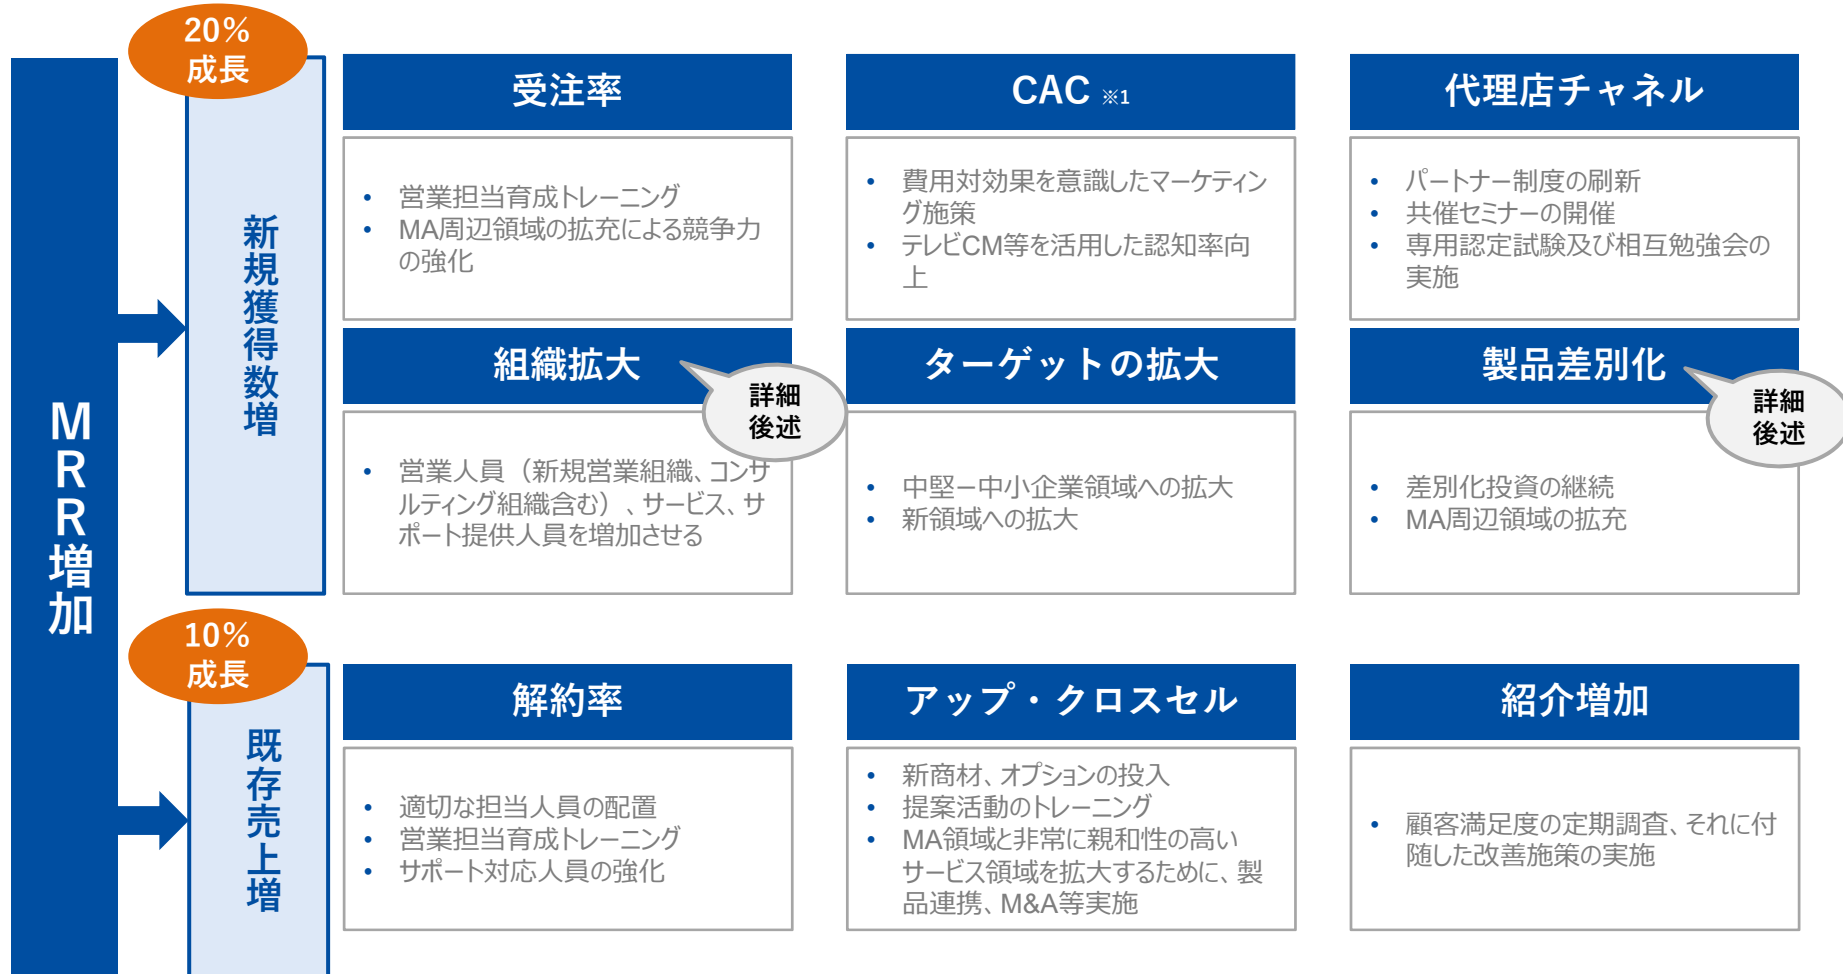 MRR増加
20%
成長
新規獲得数増
受注率
• 営業担当育成トレーニング
• MA周辺領域の拡充による競争力
の強化
CAC ※1
• 費用対効果を意識したマーケティン
グ施策
• テレビCM等を活用した認知率向
上
代理店チャネル
• パートナー制度の刷新
• 共催セミナーの開催
• 専用認定試験及び相互勉強会の
実施
組織拡大
詳細
後述
• 営業人員（新規営業組織、コンサ
ルティング組織含む）、サービス、サ
ポート提供人員を増加させる
ターゲットの拡大
• 中堅ー中小企業領域への拡大
• 新領域への拡大
製品差別化
詳細
後述
• 差別化投資の継続
• MA周辺領域の拡充
10%
成長
既存売上増
解約率
• 適切な担当人員の配置
• 営業担当育成トレーニング
• サポート対応人員の強化
アップ・クロスセル
• 新商材、オプションの投入
• 提案活動のトレーニング
• MA領域と非常に親和性の高い
サービス領域を拡大するために、製
品連携、M&A等実施
紹介増加
• 顧客満足度の定期調査、それに付
随した改善施策の実施